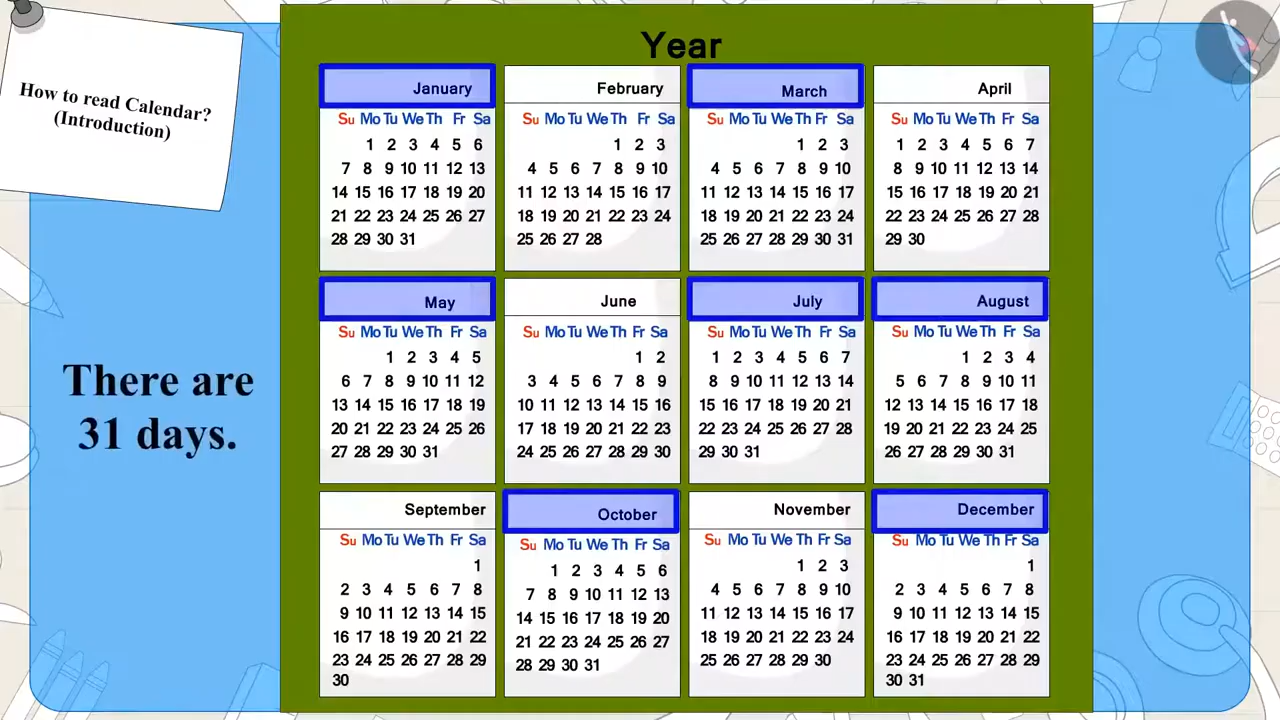 How to read Calendar?
(Introduction)
There are
31 days.
Year
January
Su Mo Tu We Th Fr Sa
1 2 3 4 5 6
7 8 9 10 11 12 13
14 15 16 17 18 19 20
21 22 23 24 25 26 27
28 29 30 31
February
Su Mo Tu We Th Fr Sa
1 2 3
4 5 6 7 8 9 10
11 12 13 14 15 16 17
18 19 20 21 22 23 24
25 26 27 28
March
Su Mo Tu We Th Fr Sa
1 2 3
4 5 6 7 8 9 10
11 12 13 14 15 16 17
18 19 20 21 22 23 24
25 26 27 28 29 30 31
April
Su Mo Tu We Th Fr Sa
1 2 3 4 5 6 7
8 9 10 11 12 13 14
15 16 17 18 19 20 21
22 23 24 25 26 27 28
29 30
May
Su Mo Tu We Th Fr Sa
1 2 3 4 5
6 7 8 9 10 11 12
13 14 15 16 17 18 19
20 21 22 23 24 25 26
27 28 29 30 31
June
Su Mo Tu We Th Fr Sa
1 2
3 4 5 6 7 8 9
10 11 12 13 14 15 16
17 18 19 20 21 22 23
24 25 26 27 28 29 30
July
Su Mo Tu We Th Fr Sa
1 2 3 4 5 6 7
8 9 10 11 12 13 14
15 16 17 18 19 20 21
22 23 24 25 26 27 28
29 30 31
August
Su Mo Tu We Th Fr Sa
1 2 3 4
5 6 7 8 9 10 11
12 13 14 15 16 17 18
19 20 21 22 23 24 25
26 27 28 29 30 31
September
Su Mo Tu We Th Fr Sa
1
2 3 4 5 6 7 8
9 10 11 12 13 14 15
16 17 18 19 20 21 22
23 24 25 26 27 28 29
30
October
Su Mo Tu We Th Fr Sa
1 2 3 4 5 6
7 8 9 10 11 12 13
14 15 16 17 18 19 20
21 22 23 24 25 26 27
28 29 30 31
November
Su Mo Tu We Th Fr Sa
1 2 3
4 5 6 7 8 9 10
11 12 13 14 15 16 17
18 19 20 21 22 23 24
25 26 27 28 29 30
December
Su Mo Tu We Th Fr Sa
1
2 3 4 5 6 7 8
9 10 11 12 13 14 15
16 17 18 19 20 21 22
23 24 25 26 27 28 29
30 31